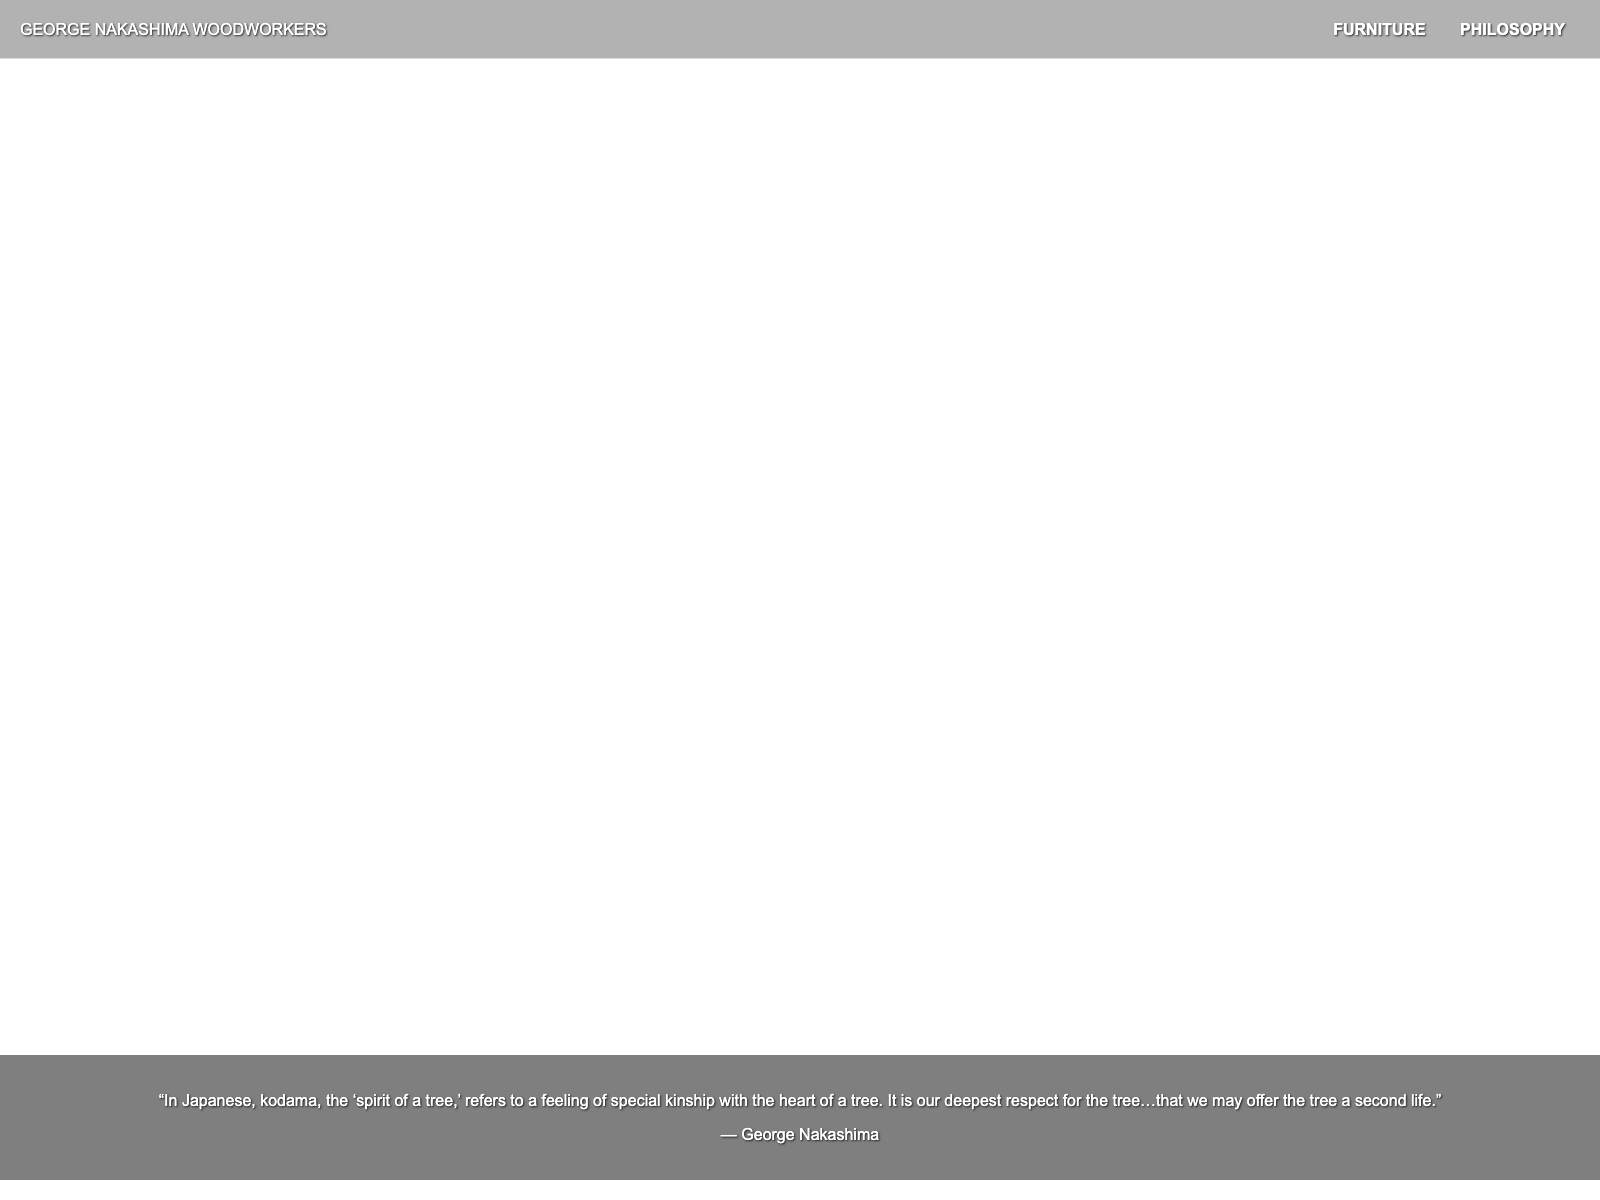 GEORGE NAKASHIMA WOODWORKERS
FURNITURE PHILOSOPHY
“In Japanese, kodama, the ‘spirit of a tree,’ refers to a feeling of special kinship with the heart of a tree. It is our deepest respect for the tree…that we may offer the tree a second life.”
— George Nakashima